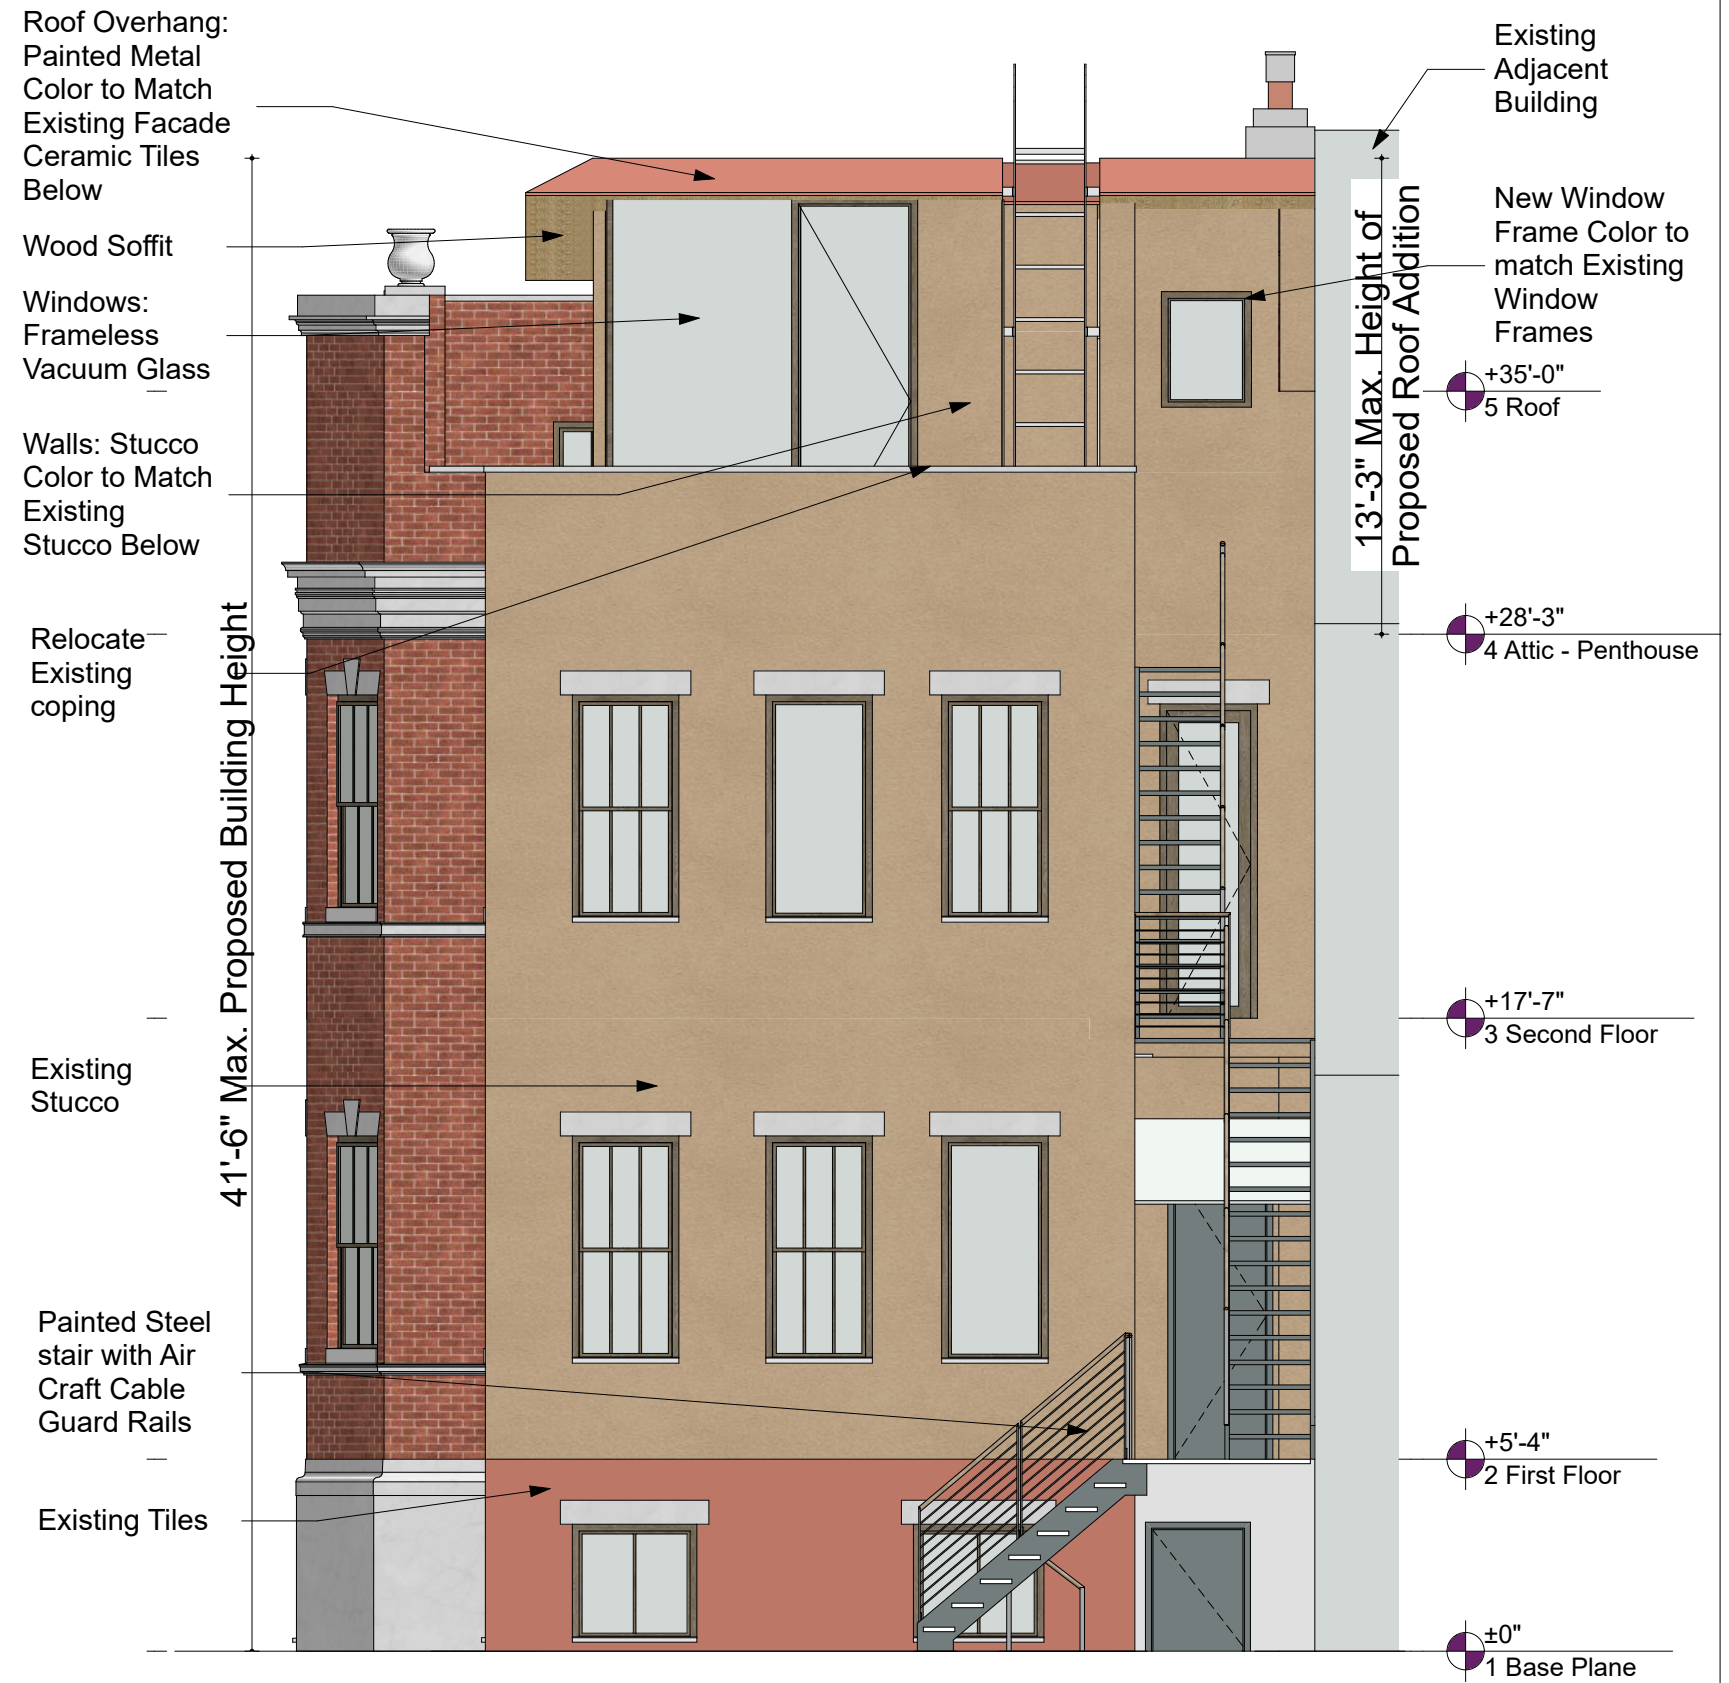 Roof Overhang:
Painted Metal
Color to Match
Existing Facade
Ceramic Tiles
Below
Wood Soffit
Windows:
Frameless
Vacuum Glass
Walls: Stucco
Color to Match
Existing
Stucco Below
Relocate
Existing
coping
41'-6" Max. Proposed Building Height
Existing
Stucco
Painted Steel
stair with Air
Craft Cable
Guard Rails
Existing Tiles
Existing
Adjacent
Building
13'-3" Max. Height of
Proposed Roof Addition
New Window
Frame Color to
match Existing
Window
Frames
+35'-0"
5 Roof
+28'-3"
4 Attic - Penthouse
+17'-7"
3 Second Floor
+5'-4"
2 First Floor
±0"
1 Base Plane